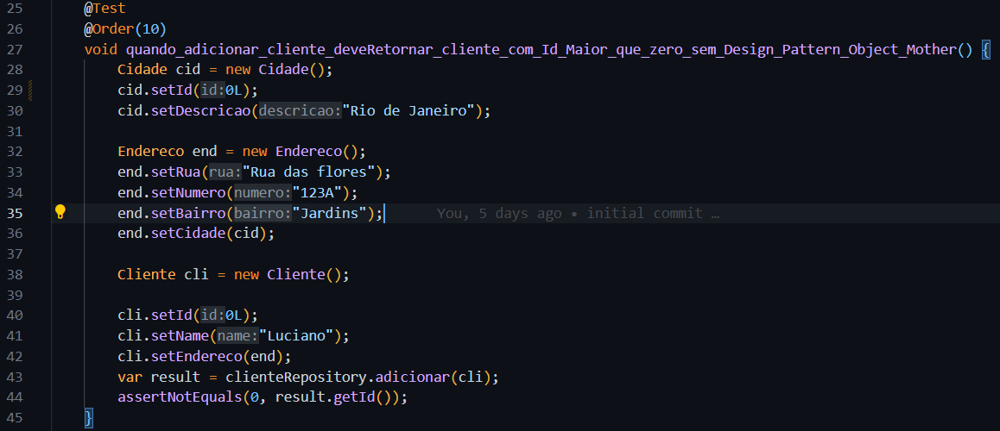 25 @Test
26 @Order(10)
27 void quando_adicionar_cliente_deveRetornar_cliente_com_Id_Maior_que_zero_sem_Design_Pattern_Object_Mother() {
28 Cidade cid = new Cidade();
29 cid.setId(id:0L);
30 cid.setDescricao(descricao:"Rio de Janeiro");
31
32 Endereco end = new Endereco();
33 end.setRua(rua:"Rua das flores");
34 end.setNumero(numero:"123A");
35 end.setBairro(bairro:"Jardins"); You, 5 days ago • initial commit …
36 end.setCidade(cid);
37
38 Cliente cli = new Cliente();
39
40 cli.setId(id:0L);
41 cli.setName(name:"Luciano");
42 cli.setEndereco(end);
43 var result = clienteRepository.adicionar(cli);
44 assertNotEquals(0, result.getId());
45 }